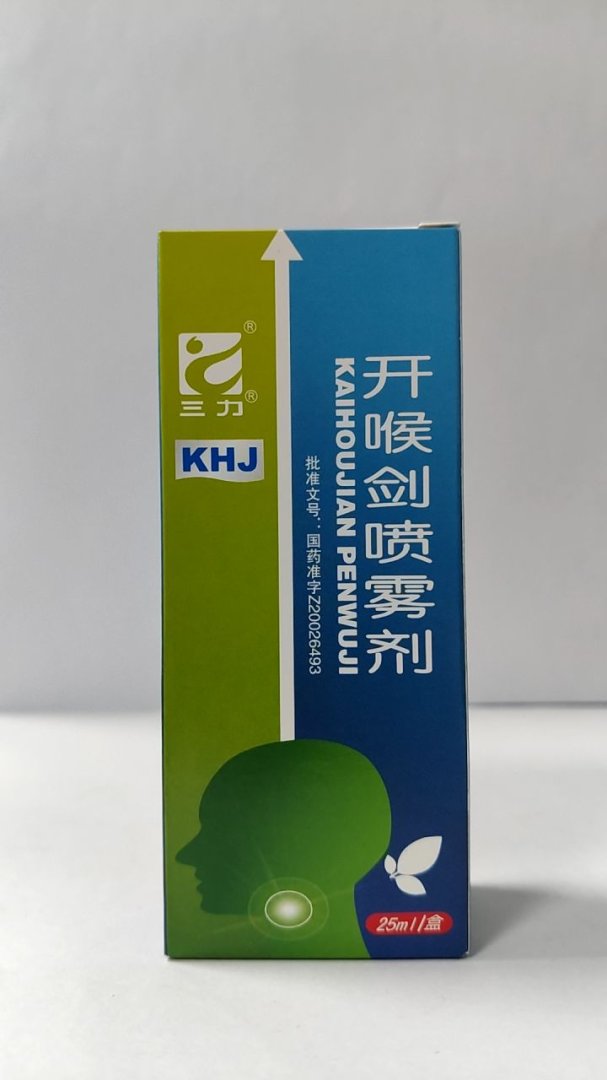 ®
三力®
KHJ
开喉剑喷雾剂
KAIHOUJIAN PENWUJI
批准文号：国药准字Z20026493
25ml/盒